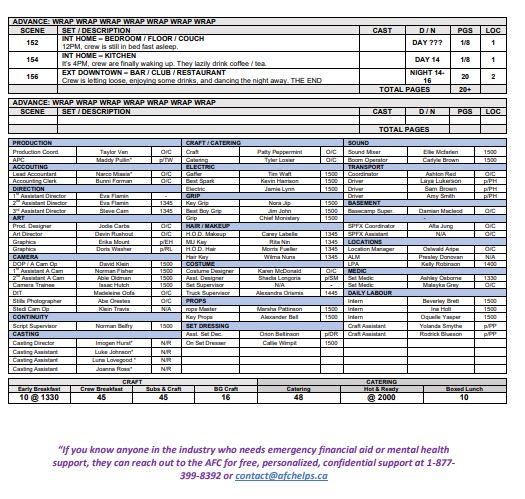 ADVANCE: WRAP WRAP WRAP WRAP WRAP WRAP WRAP
SCENE SET / DESCRIPTION CAST D / N PGS LOC
152 INT HOME – BEDROOM / FLOOR / COUCH DAY ??? 1/8 1
12PM, crew is still in bed fast asleep.
154 INT HOME – KITCHEN DAY 14 1/8 1
It's 4PM, crew are finally waking up. They lazily drink coffee / tea.
156 EXT DOWNTOWN – BAR / CLUB / RESTAURANT NIGHT 14-16 20 2
Crew is letting loose, enjoying some drinks, and dancing the night away. THE END
TOTAL PAGES 20+
ADVANCE: WRAP WRAP WRAP WRAP WRAP WRAP WRAP
SCENE SET / DESCRIPTION CAST D / N PGS LOC
TOTAL PAGES
PRODUCTION
Production Coord. Taylor Ven O/C
APC Maddy Pullin* p/TW
ACCOUNTING
Lead Accountant Narco Massia* O/C
Accounting Clerk Bunni Forman O/C
DIRECTION
1st Assistant Director Eva Flamin -
2nd Assistant Director Eva Flamin 1345
3rd Assistant Director Steve Cam 1345
ART
Prod. Designer Jodie Carbs O/C
Art Director Devin Rushout O/C
Graphics Erika Mount p/EH
Graphics Doris Warner p/RL
CAMERA
DOP / A Cam Op David Klein 1500
1st Assistant A Cam Norman Fisher 1500
2nd Assistant A Cam Able Oldman 1500
Camera Trainee Issac Hutch 1500
DIT Madeleine Gofa O/C
Stills Photographer Abe Orestes O/C
Stedi Cam Op Klein Travis N/A
CONTINUITY
Script Supervisor Norman Belfry 1500
CASTING
Casting Director Imogen Hurst* N/R
Casting Assistant Luke Johnson* N/R
Casting Assistant Luna Lovegood * N/R
Casting Assistant Joanna Ross* N/R
CRAFT / CATERING
Craft Patty Peppermint O/C
Catering Tyler Losier O/C
ELECTRIC
Gaffer Tim Waft 1500
Best Spark Kevin Harrison 1500
Electric Jamie Lynn 1500
GRIP
Key Grip Nora Jip 1500
Best Boy Grip Jim John 1500
Grip Chief Monstery 1500
HAIR / MAKEUP
H.O.D. Makeup Carey Labelle 1345
MU Key Rita Nin 1345
H.O.D. Hair Morris Fueller 1345
Hair Key Wilma Nuns 1345
COSTUME
Costume Designer Karen McDonald O/C
Asst. Designer Shadia Longoria p/SM
Set Supervisor N/A -
Truck Supervisor Alexandra Orismis 1445
PROPS
rops Master Marsha Pattinson 1500
Key Props Alexander Bell 1500
SET DRESSING
Asst. Set Dec. Orion Beltinson p/DR
On Set Dresser Callie Wimpit 1500
SOUND
Sound Mixer Ellie Mcfarlen 1500
Boom Operator Carlyle Brown 1500
TRANSPORT
Coordinator Ashton Red O/C
Driver Laya Lukerson p/PH
Driver Sam Brown p/PH
Driver Amy Smith p/PH
BASEMENT
Basecamp Super. Damian Macleod O/C
SPFX Coordinator Alfa Jung O/C
SPFX N/A O/C
LOCATIONS
Location Manager Oswald Aripe O/C
ALM Presley Donovan N/A
LPA Kelly Robins 1400
MEDIC
Set Medic Ashley Osborne 1330
Set Medic Malayka Grey O/C
DAILY LABOUR
Intern Beverley Brett 1500
Intern Ina Holt 1500
Intern Oquelle Yasper 1500
Craft Assistant Yolanda Smythe p/PP
Craft Assistant Rodrick Blueson p/PP
CRAFT CATERING
Early Breakfast Crew Breakfast Subs & Craft BG Craft Catering Hot & Ready Boxed Lunch
10 @ 1330 45 45 16 48 @ 2000 10
"If you know anyone in the industry who needs emergency financial aid or mental health
support, they can reach out to the AFC for free, personalized, confidential support at 1-877-
399-8392 or contact@afchelps.ca